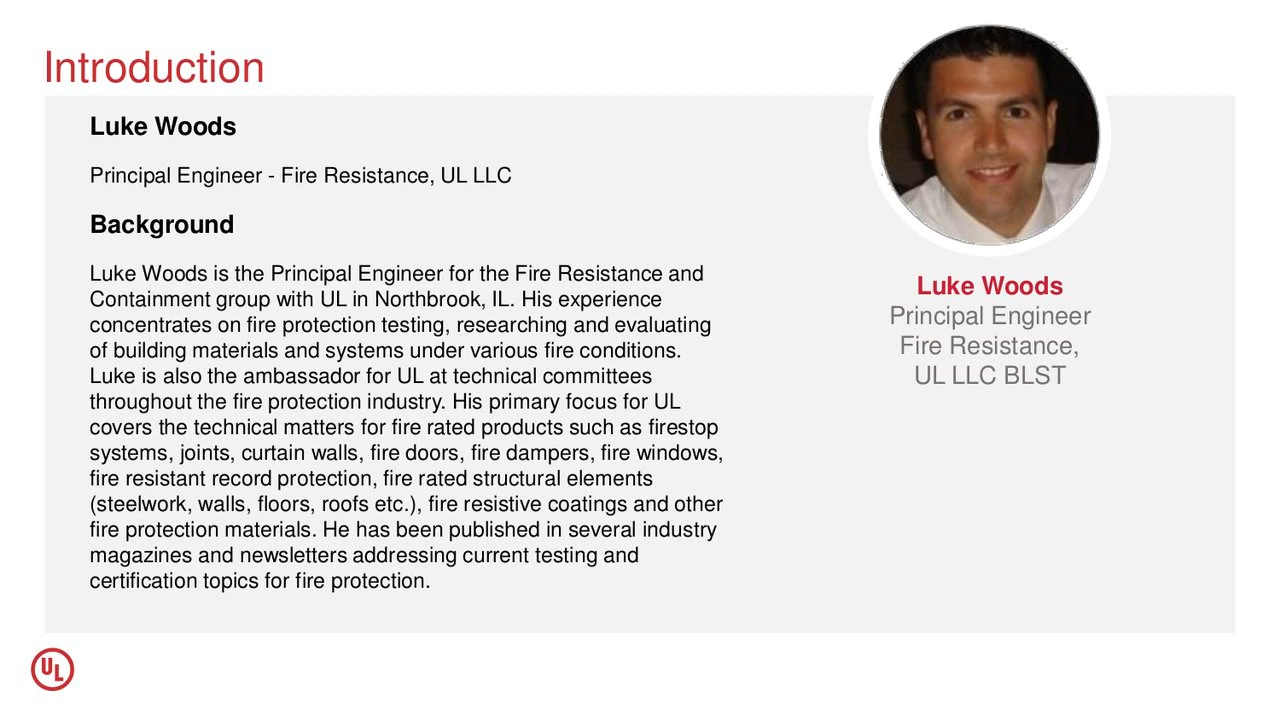 Introduction
Luke Woods
Principal Engineer - Fire Resistance, UL LLC
Background
Luke Woods is the Principal Engineer for the Fire Resistance and
Containment group with UL in Northbrook, IL. His experience
concentrates on fire protection testing, researching and evaluating
of building materials and systems under various fire conditions.
Luke is also the ambassador for UL at technical committees
throughout the fire protection industry. His primary focus for UL
covers the technical matters for fire rated products such as firestop
systems, joints, curtain walls, fire doors, fire dampers, fire windows,
fire resistant record protection, fire rated structural elements
(steelwork, walls, floors, roofs etc.), fire resistive coatings and other
fire protection materials. He has been published in several industry
magazines and newsletters addressing current testing and
certification topics for fire protection.
Luke Woods
Principal Engineer
Fire Resistance,
UL LLC BLST
UL